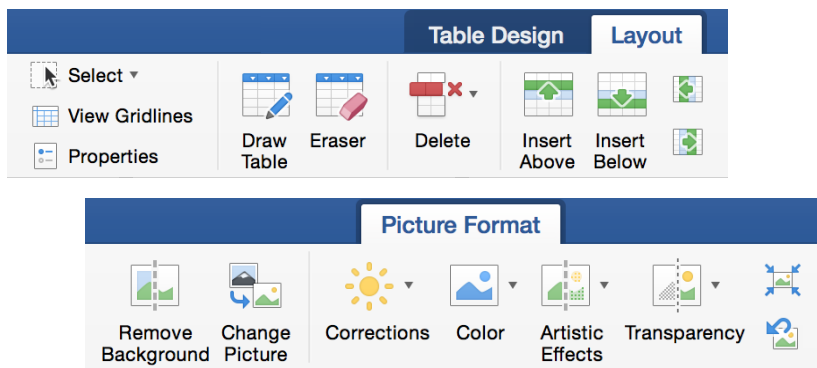 Table Design Layout
Select
View Gridlines
Properties
Draw Table
Eraser
Delete
Insert Above
Insert Below
Picture Format
Remove Background
Change Picture
Corrections
Color
Artistic Effects
Transparency